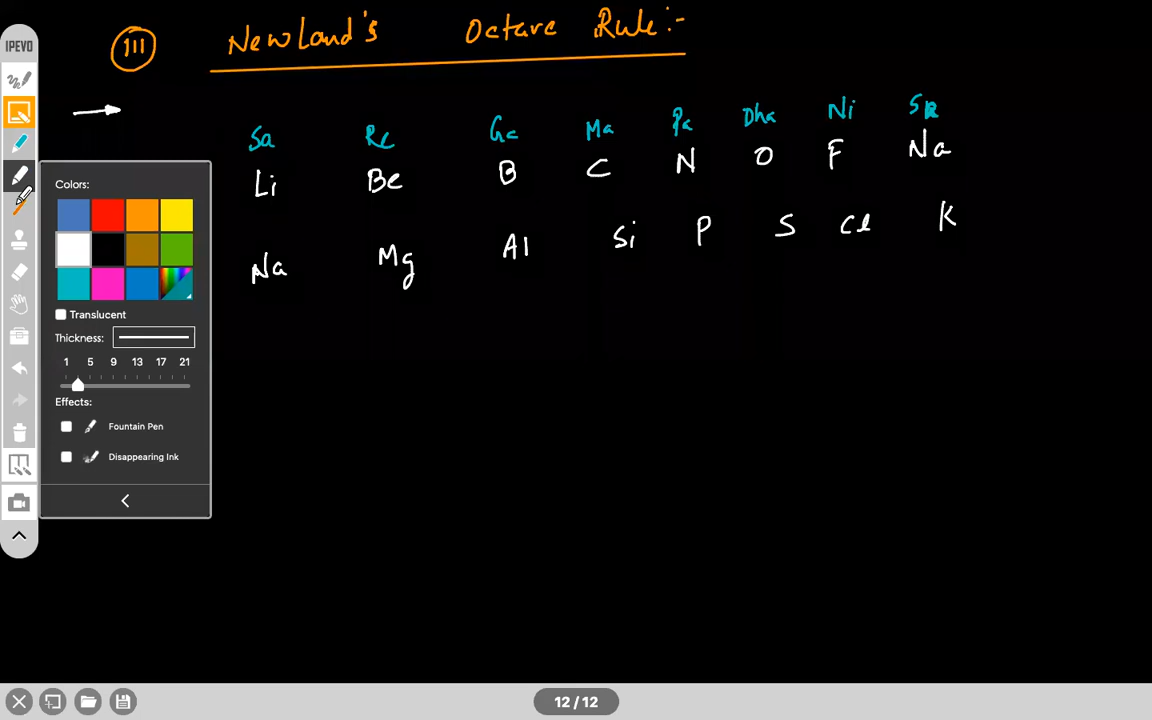 III Newland's Octave Rule:-
IPEVO
Sa Re Ga Ma Pa Dha Ni Sa
Li Be B C N O F Na
Na Mg Al Si P S Cl K
Colors:
Translucent
Thickness:
1 5 9 13 17 21
Effects:
Fountain Pen
Disappearing Ink
12/12